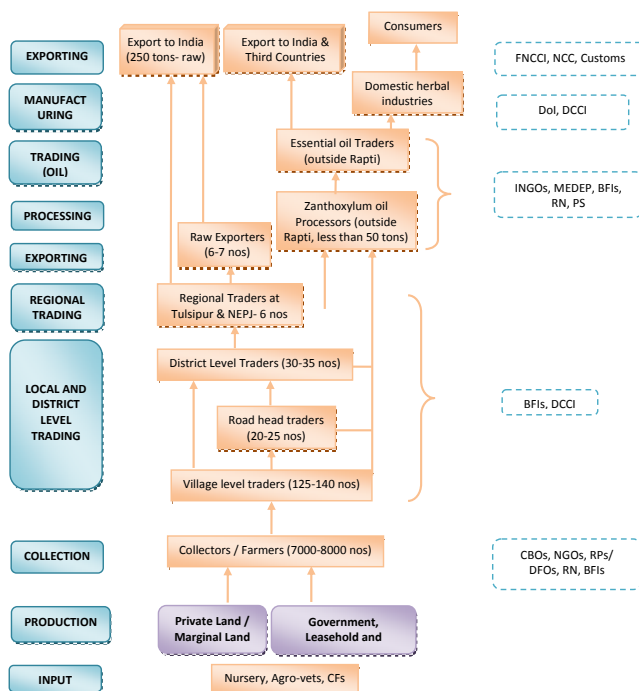 Consumers
EXPORTING
Export to India
(250 tons- raw)
Export to India &
Third Countries
FNCCI, NCC, Customs
MANUFACT
URING
Domestic herbal
industries
DoI, DCCI
TRADING
(OIL)
Essential oil Traders
(outside Rapti)
INGOs, MEDEP, BFIs,
RN, PS
PROCESSING
Zanthoxylum oil
Processors (outside
Rapti, less than 50 tons)
Raw Exporters
(6-7 nos)
EXPORTING
REGIONAL
TRADING
Regional Traders at
Tulsipur & NEPJ- 6 nos
District Level Traders (30-35 nos)
LOCAL AND
DISTRICT
LEVEL
TRADING
Road head traders
(20-25 nos)
BFIs, DCCI
Village level traders (125-140 nos)
COLLECTION
Collectors / Farmers (7000-8000 nos)
CBOs, NGOs, RPs/
DFOs, RN, BFIs
PRODUCTION
Private Land /
Marginal Land
Government,
Leasehold and
INPUT
Nursery, Agro-vets, CFs